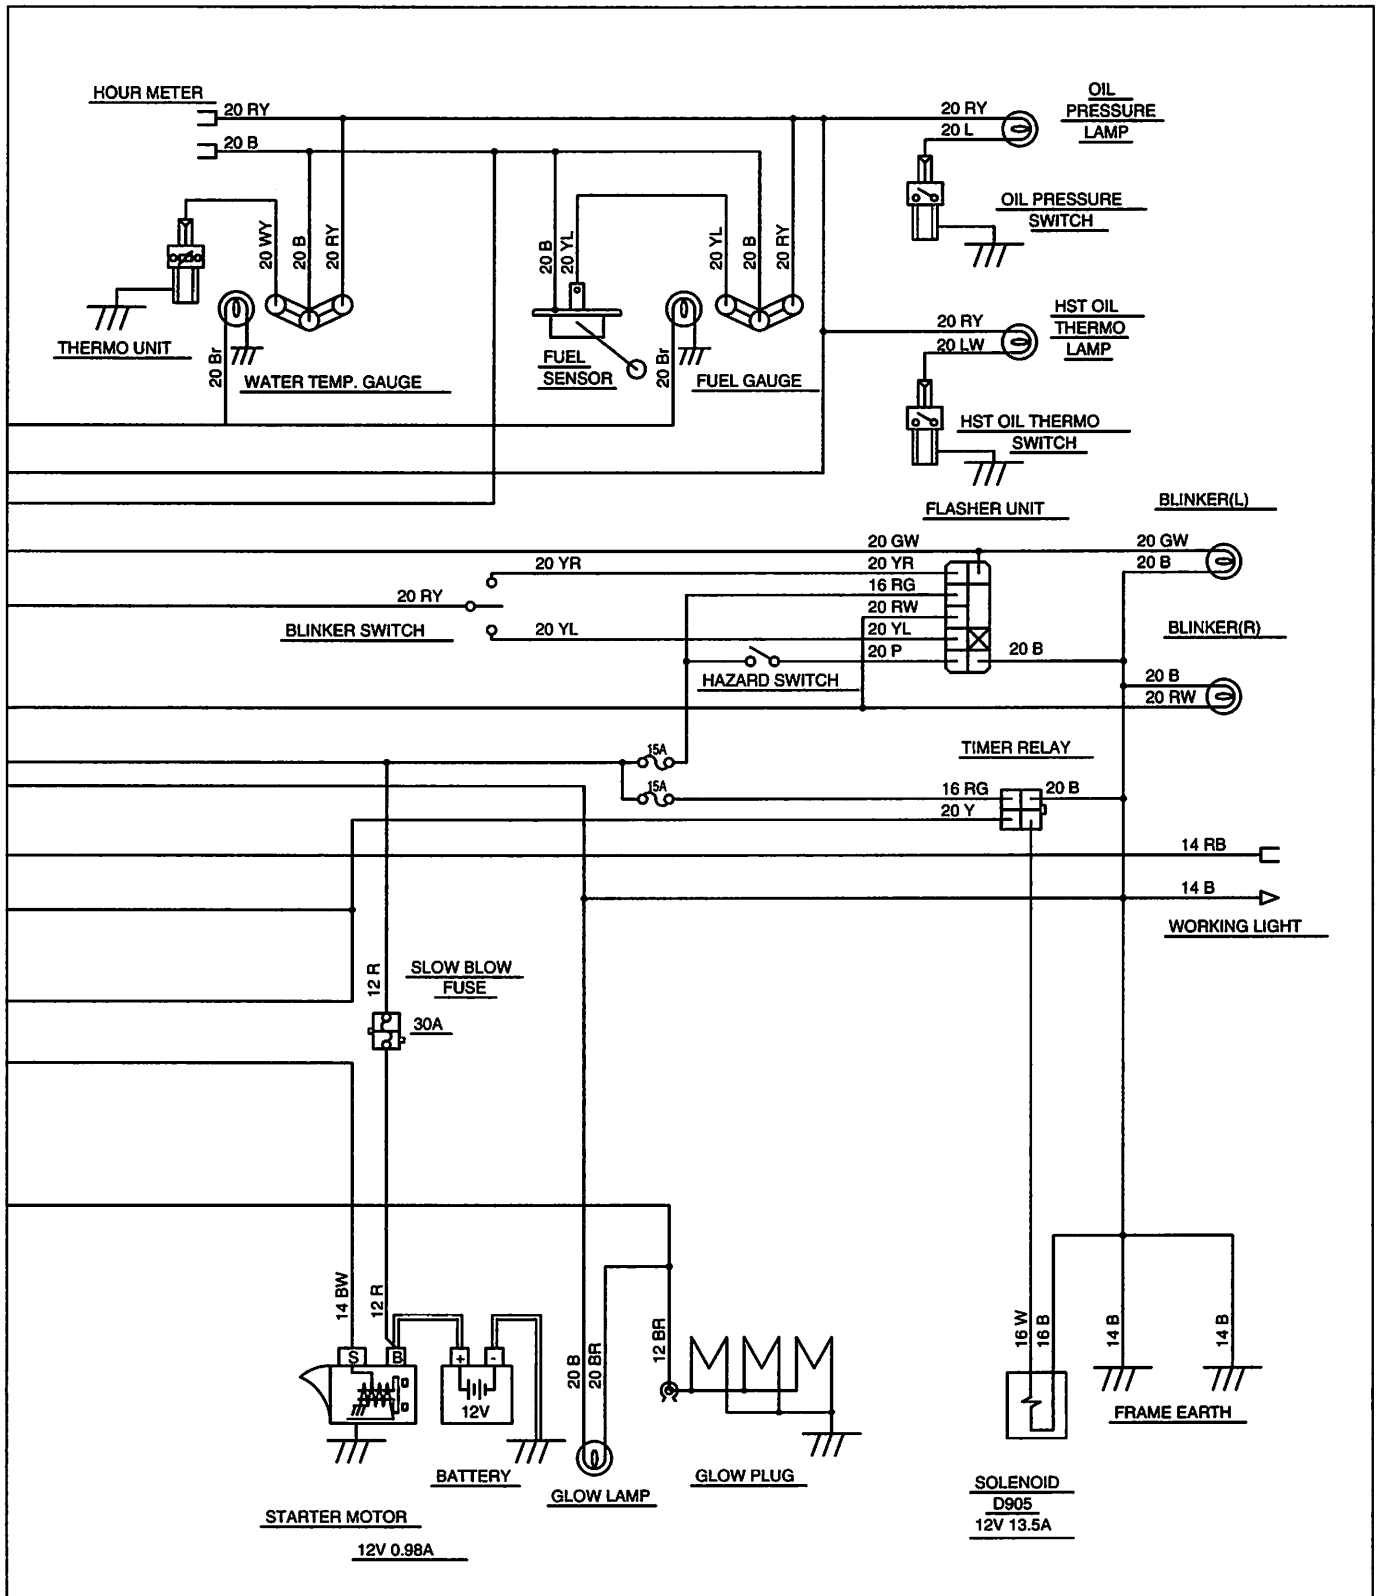 HOUR METER
20 RY
20 B
20 RY
20 L
OIL
PRESSURE
LAMP
OIL PRESSURE
SWITCH
20 WY
20 B
20 RY
20 B
20 YL
20 YL
20 B
20 RY
THERMO UNIT
20 Br
WATER TEMP. GAUGE
FUEL
SENSOR
20 Br
FUEL GAUGE
20 RY
20 LW
HST OIL
THERMO
LAMP
HST OIL THERMO
SWITCH
FLASHER UNIT
BLINKER(L)
20 GW
20 GW
20 YR
20 YR
20 B
16 RG
20 RY
20 RW
BLINKER SWITCH
20 YL
20 YL
BLINKER(R)
20 P
20 B
HAZARD SWITCH
20 B
20 RW
15A
TIMER RELAY
15A
16 RG
20 B
20 Y
14 RB
14 B
WORKING LIGHT
12 R
SLOW BLOW
FUSE
30A
14 BW
12 R
20 B
20 BR
12 BR
16 W
16 B
14 B
14 B
S
B
+
-
12V
FRAME EARTH
BATTERY
GLOW LAMP
GLOW PLUG
SOLENOID
D905
12V 13.5A
STARTER MOTOR
12V 0.98A